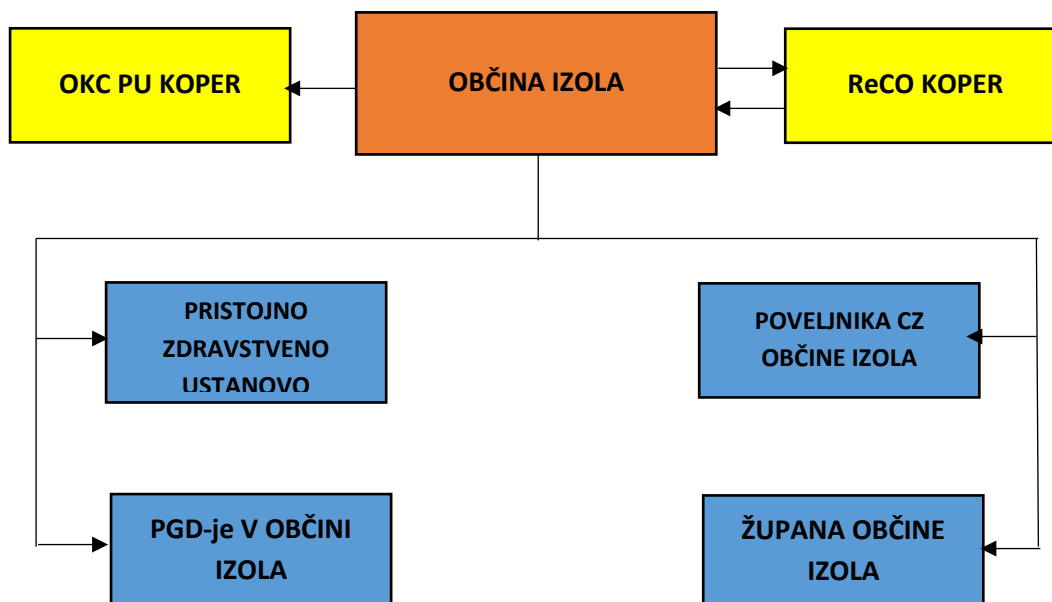 OKC PU KOPER
OBČINA IZOLA
ReCO KOPER
PRISTOJNO
ZDRAVSTVENO
USTANOVO
POVELJNIKA CZ
OBČINE IZOLA
PGD-je V OBČINI
IZOLA
ŽUPANA OBČINE
IZOLA